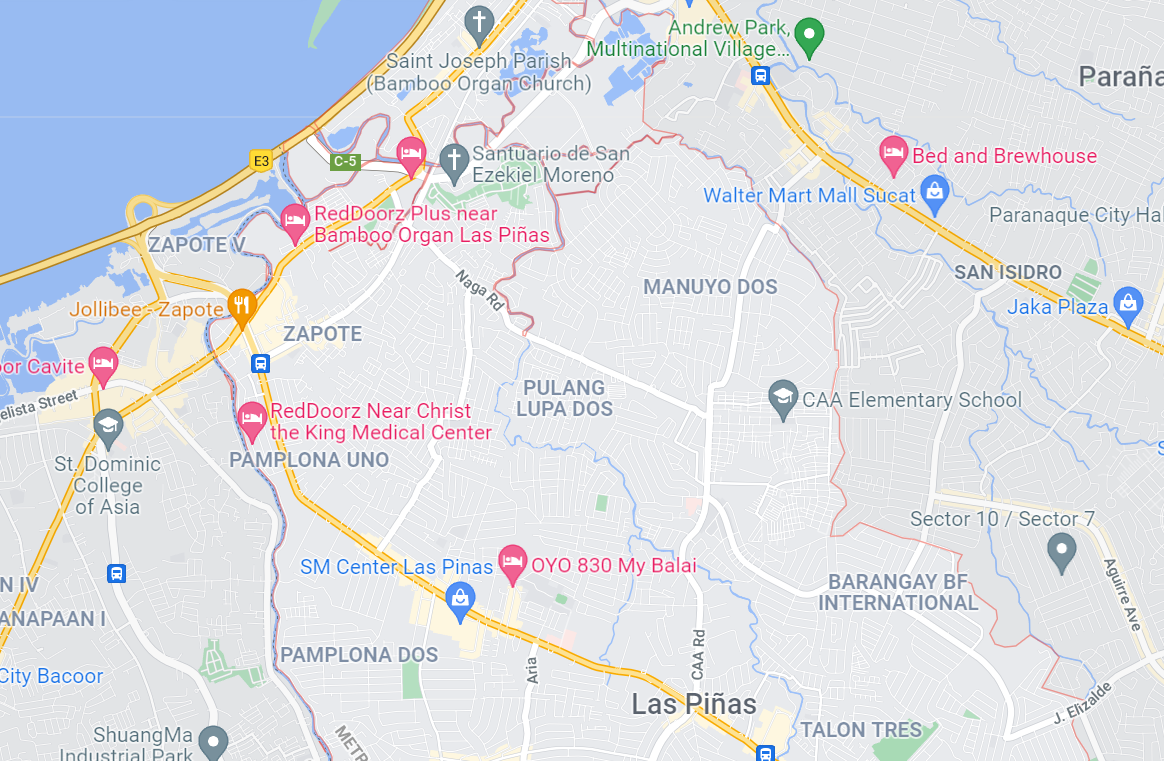 Andrew Park,
Multinational Village...
Saint Joseph Parish
(Bamboo Organ Church)
Paraña
E3
C-5
Santuario de San
Ezekiel Moreno
Bed and Brewhouse
Walter Mart Mall Sucat
RedDoorz Plus near
Bamboo Organ Las Piñas
Paranaque City Hal
ZAPOTE V
SAN ISIDRO
Naga Rd
MANUYO DOS
Jollibee - Zapote
Jaka Plaza
ZAPOTE
oor Cavite
PULANG
LUPA DOS
elista Street
CAA Elementary School
RedDoorz Near Christ
the King Medical Center
S
PAMPLONA UNO
St. Dominic
College
of Asia
Sector 10 / Sector 7
SM Center Las Pinas
OYO 830 My Balai
N IV
BARANGAY BF
INTERNATIONAL
Aguirre Ave
ANAPAAN I
PAMPLONA DOS
CAA Rd
Aria
City Bacoor
Las Piñas
J. Elizalde
TALON TRES
ShuangMa
Industrial Park
METR